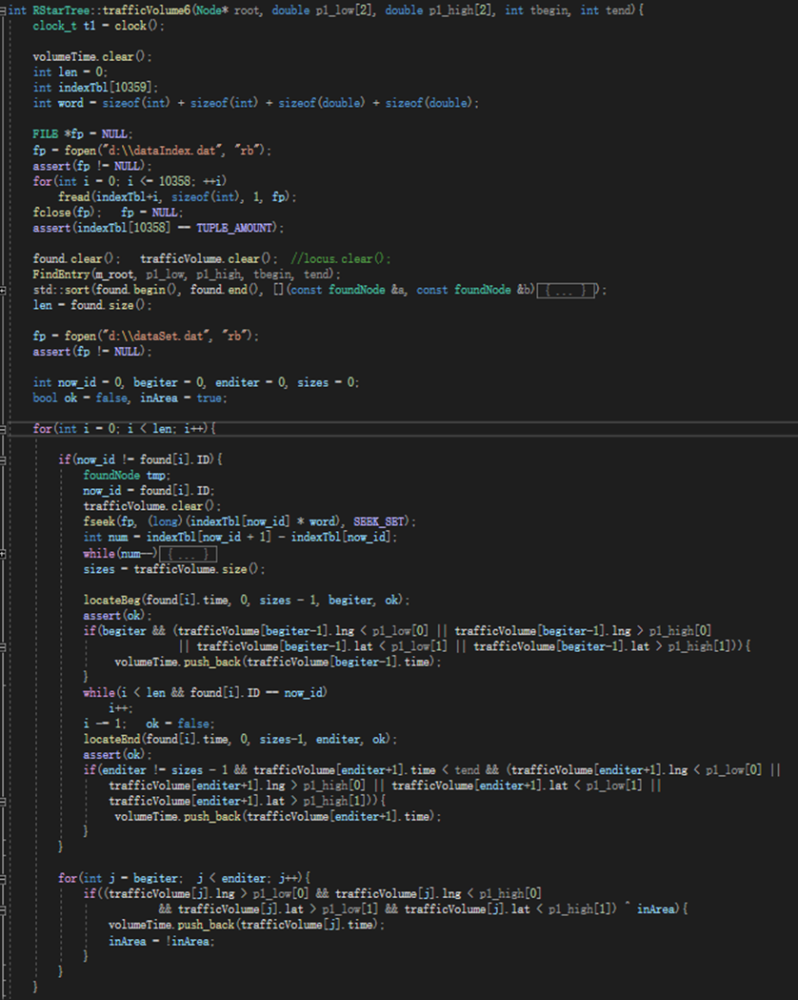 int RStarTree::trafficVolume6(Node* root, double p1_low[2], double p1_high[2], int tbegin, int tend){
clock_t t1 = clock();
volumeTime.clear();
int len = 0;
int indexTbl[10359];
int word = sizeof(int) + sizeof(int) + sizeof(double) + sizeof(double);
FILE *fp = NULL;
fp = fopen("d:\\dataIndex.dat", "rb");
assert(fp != NULL);
for(int i = 0; i <= 10358; ++i)
fread(indexTbl+i, sizeof(int), 1, fp);
fclose(fp);   fp = NULL;
assert(indexTbl[10358] == TUPLE_AMOUNT);
found.clear();   trafficVolume.clear();  //locus.clear();
FindEntry(m_root, p1_low, p1_high, tbegin, tend);
std::sort(found.begin(), found.end(), [](const foundNode &a, const foundNode &b){ ... });
len = found.size();
fp = fopen("d:\\dataSet.dat", "rb");
assert(fp != NULL);
int now_id = 0, begiter = 0, enditer = 0, sizes = 0;
bool ok = false, inArea = true;
for(int i = 0; i < len; i++){
if(now_id != found[i].ID){
foundNode tmp;
now_id = found[i].ID;
trafficVolume.clear();
fseek(fp, (long)(indexTbl[now_id] * word), SEEK_SET);
int num = indexTbl[now_id + 1] - indexTbl[now_id];
while(num--){ ... }
sizes = trafficVolume.size();
locateBeg(found[i].time, 0, sizes - 1, begiter, ok);
assert(ok);
if(begiter && (trafficVolume[begiter-1].lng < p1_low[0] || trafficVolume[begiter-1].lng > p1_high[0]
|| trafficVolume[begiter-1].lat < p1_low[1] || trafficVolume[begiter-1].lat > p1_high[1])){
volumeTime.push_back(trafficVolume[begiter-1].time);
}
while(i < len && found[i].ID == now_id)
i++;
i -= 1;   ok = false;
locateEnd(found[i].time, 0, sizes-1, enditer, ok);
assert(ok);
if(enditer != sizes - 1 && trafficVolume[enditer+1].time < tend && (trafficVolume[enditer+1].lng < p1_low[0] ||
trafficVolume[enditer+1].lng > p1_high[0] || trafficVolume[enditer+1].lat < p1_low[1] ||
trafficVolume[enditer+1].lat > p1_high[1])){
volumeTime.push_back(trafficVolume[enditer+1].time);
}
}
for(int j = begiter;  j < enditer; j++){
if((trafficVolume[j].lng > p1_low[0] && trafficVolume[j].lng < p1_high[0]
&& trafficVolume[j].lat > p1_low[1] && trafficVolume[j].lat < p1_high[1]) ^ inArea){
volumeTime.push_back(trafficVolume[j].time);
inArea = !inArea;
}
}
}